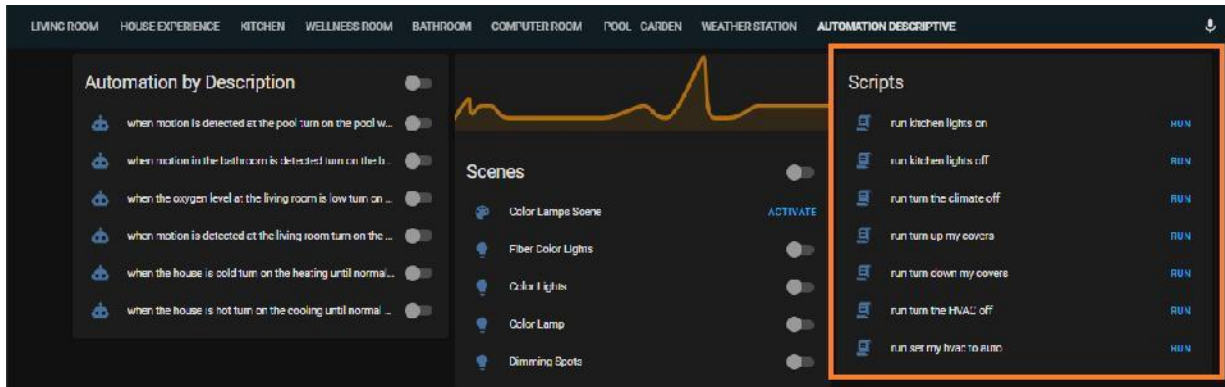 LIVING ROOM HOUSE EXPERIENCE KITCHEN WELLNESS ROOM BATHROOM COMPUTER ROOM POOL GARDEN WEATHER STATION AUTOMATION DESCRIPTIVE
Automation by Description
when motion is detected at the pool turn on the pool w...
when motion in the bathroom is detected turn on the b...
when the oxygen level at the living room is low turn on ...
when motion is detected at the living room turn on the ...
when the house is cold turn on the heating until normal...
when the house is hot turn on the cooling until normal ...
Scenes
Color Lamps Scene ACTIVATE
Fiber Color Lights
Color Lights
Color Lamp
Dimming Spots
Scripts
run kitchen lights on RUN
run kitchen lights off RUN
run turn the climate off RUN
run turn up my covers RUN
run turn down my covers RUN
run turn the HVAC off RUN
run set my hvac to auto RUN